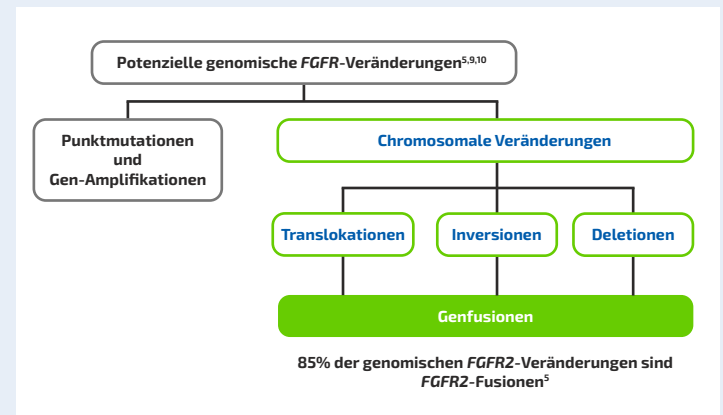 Potenzielle genomische FGFR-Veränderungen5,9,10
Punktmutationen
und
Gen-Amplifikationen
Chromosomale Veränderungen
Translokationen
Inversionen
Deletionen
Genfusionen
85% der genomischen FGFR2-Veränderungen sind
FGFR2-Fusionen5